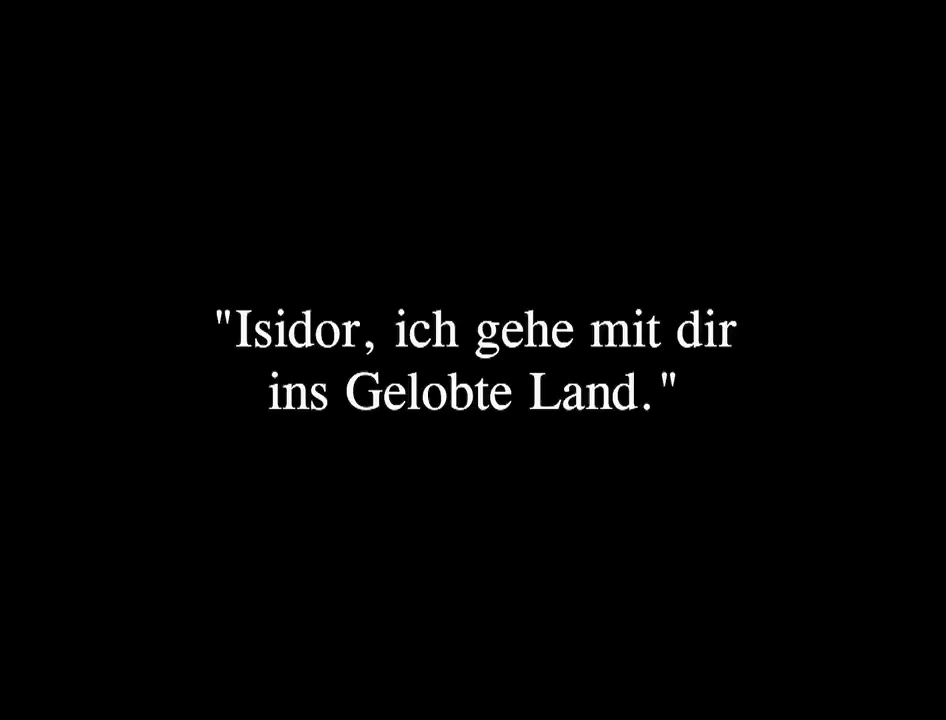 "Isidor, ich gehe mit dir
ins Gelobte Land."